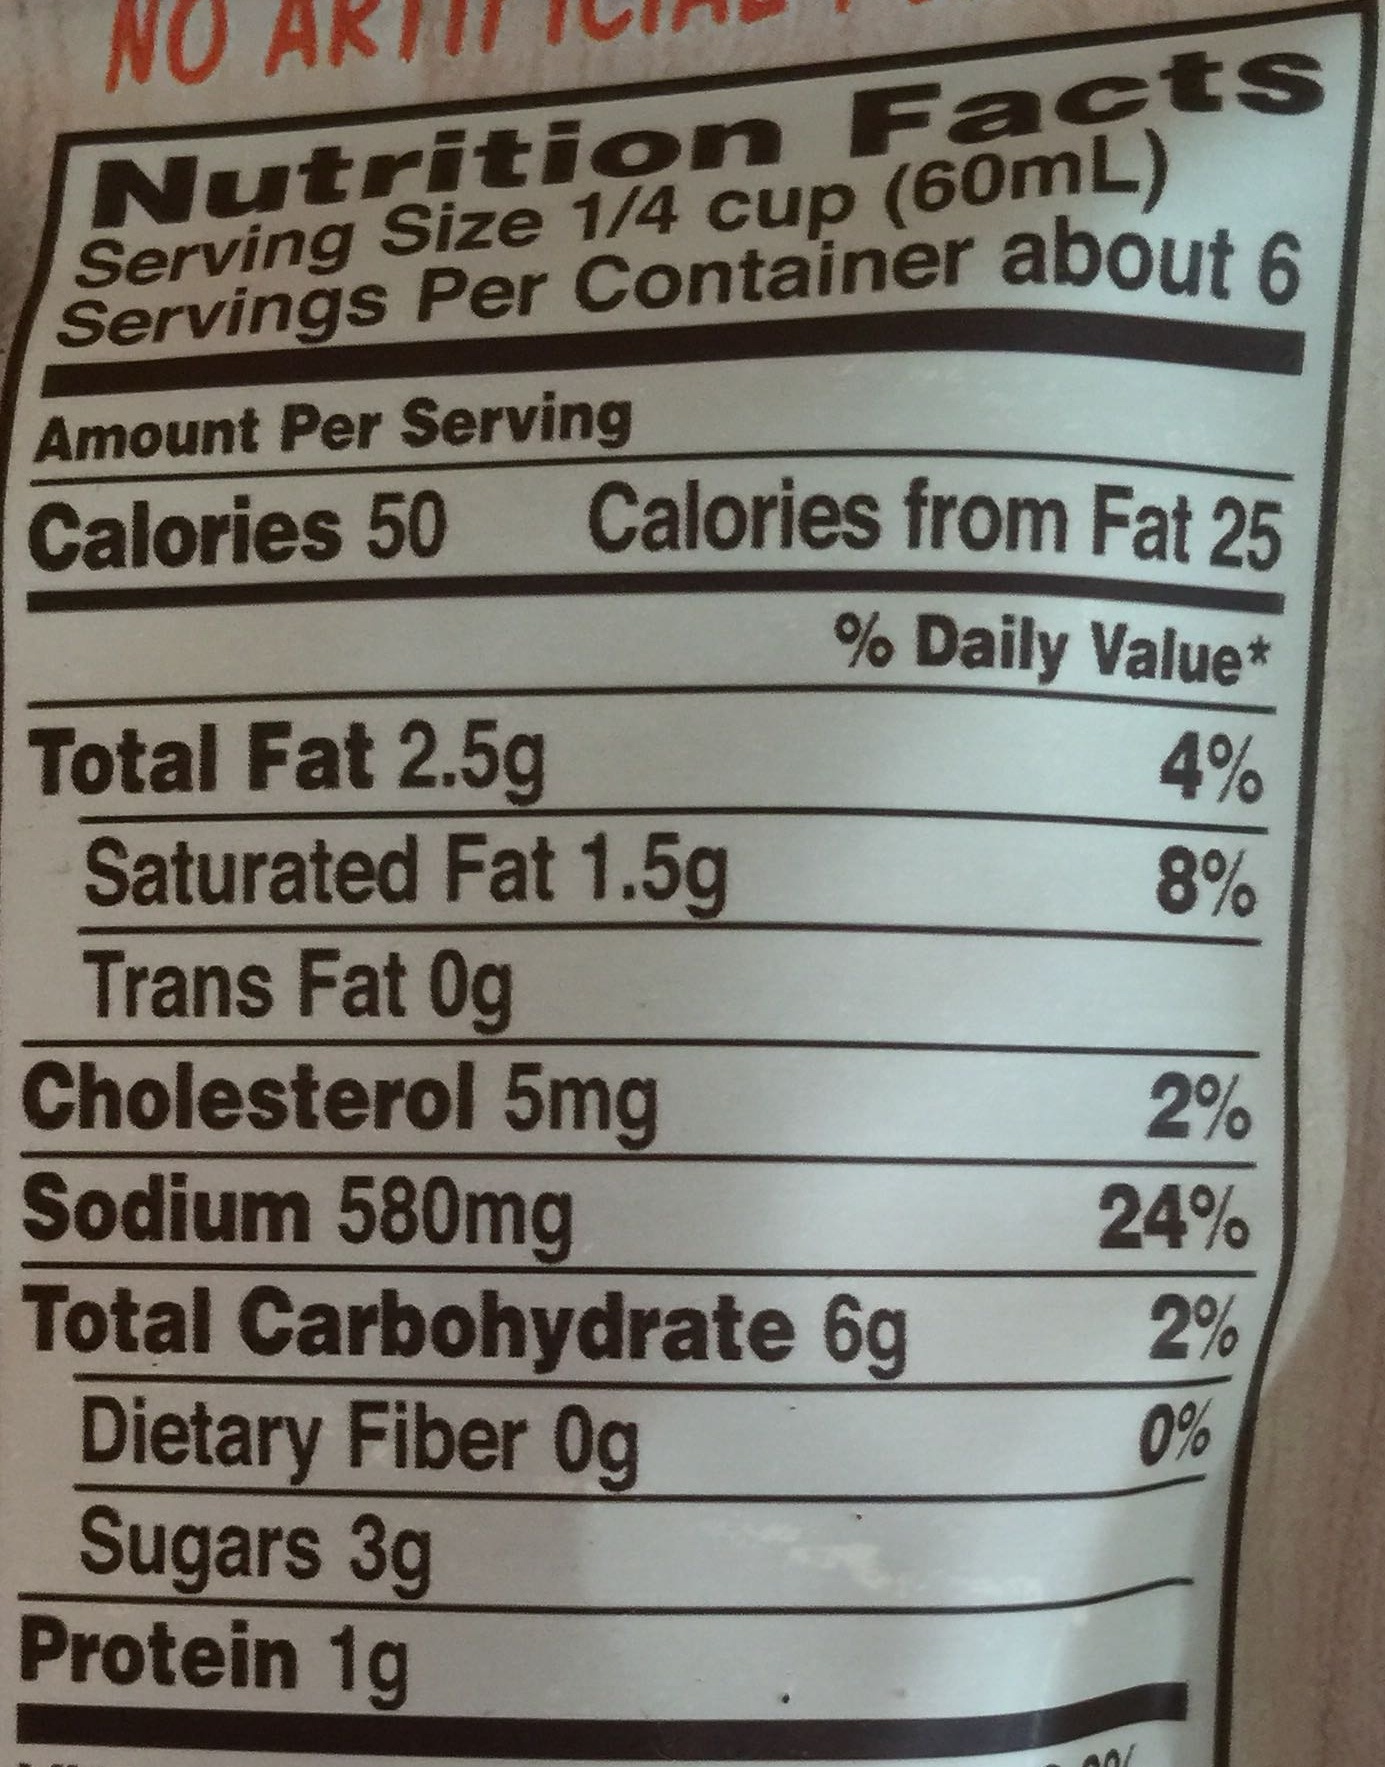 NO ARTIFICIAL
Nutrition Facts
Serving Size 1/4 cup (60mL)
Servings Per Container about 6
Amount Per Serving
Calories 50 Calories from Fat 25
% Daily Value*
Total Fat 2.5g 4%
Saturated Fat 1.5g 8%
Trans Fat 0g
Cholesterol 5mg 2%
Sodium 580mg 24%
Total Carbohydrate 6g 2%
Dietary Fiber 0g 0%
Sugars 3g
Protein 1g